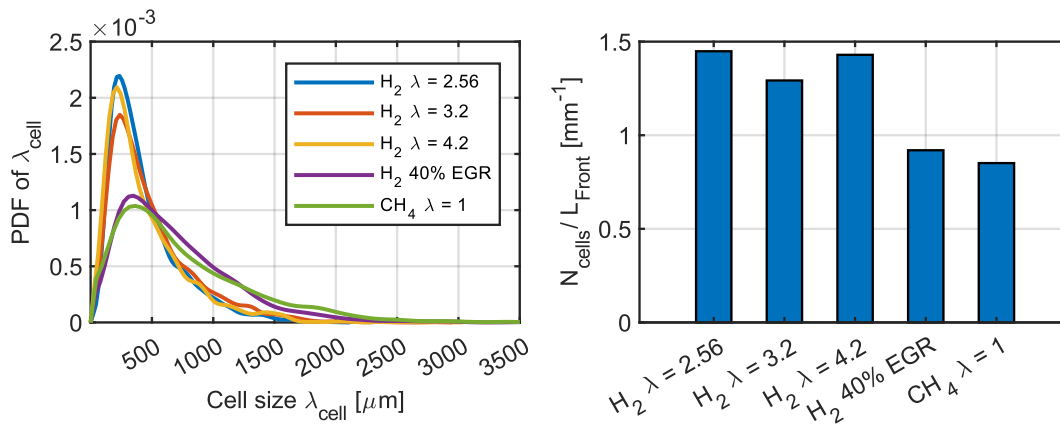 ×10⁻³
2.5
2
1.5
1
0.5
0
PDF of λcell
500
1000
1500
2000
2500
3000
3500
Cell size λcell [μm]
H₂ λ = 2.56
H₂ λ = 3.2
H₂ λ = 4.2
H₂ 40% EGR
CH₄ λ = 1
1.5
1
0.5
0
Ncells/ LFront [mm⁻¹]
H₂ λ = 2.56
H₂ λ = 3.2
H₂ λ = 4.2
H₂ 40% EGR
CH₄ λ = 1